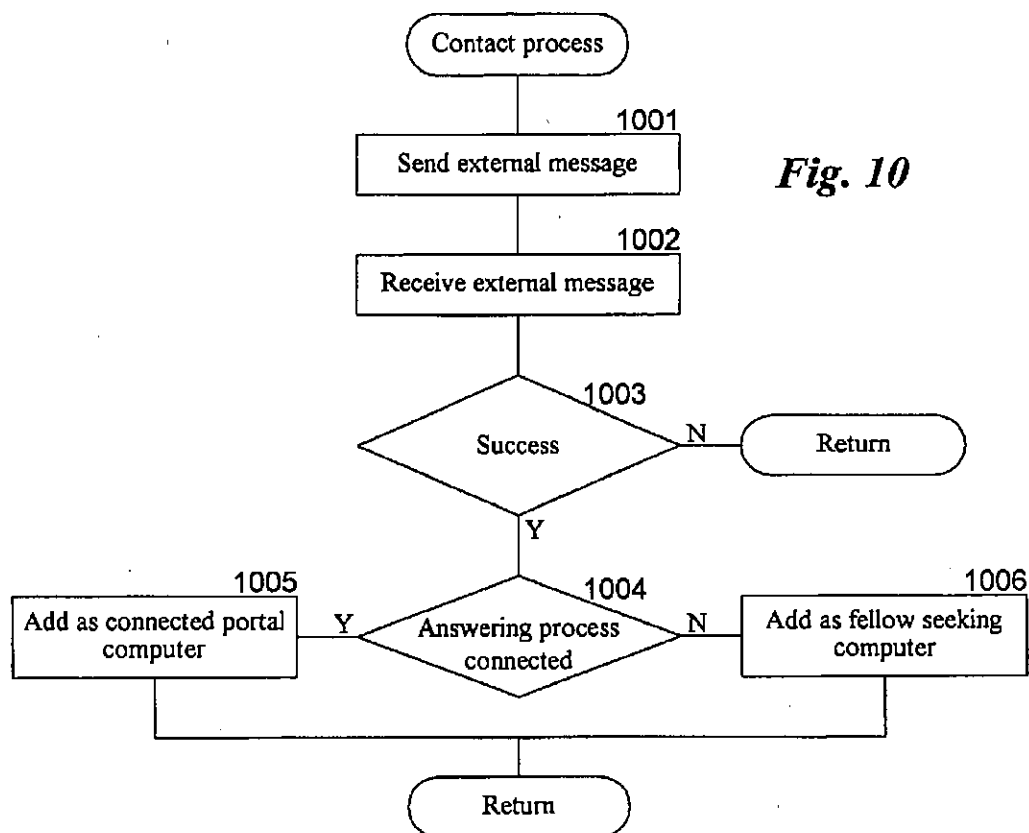 Contact process
1001
Send external message
Fig. 10
1002
Receive external message
1003
Success
N
Return
Y
1005
Add as connected portal
computer
Y
1004
Answering process
connected
N
1006
Add as fellow seeking
computer
Return